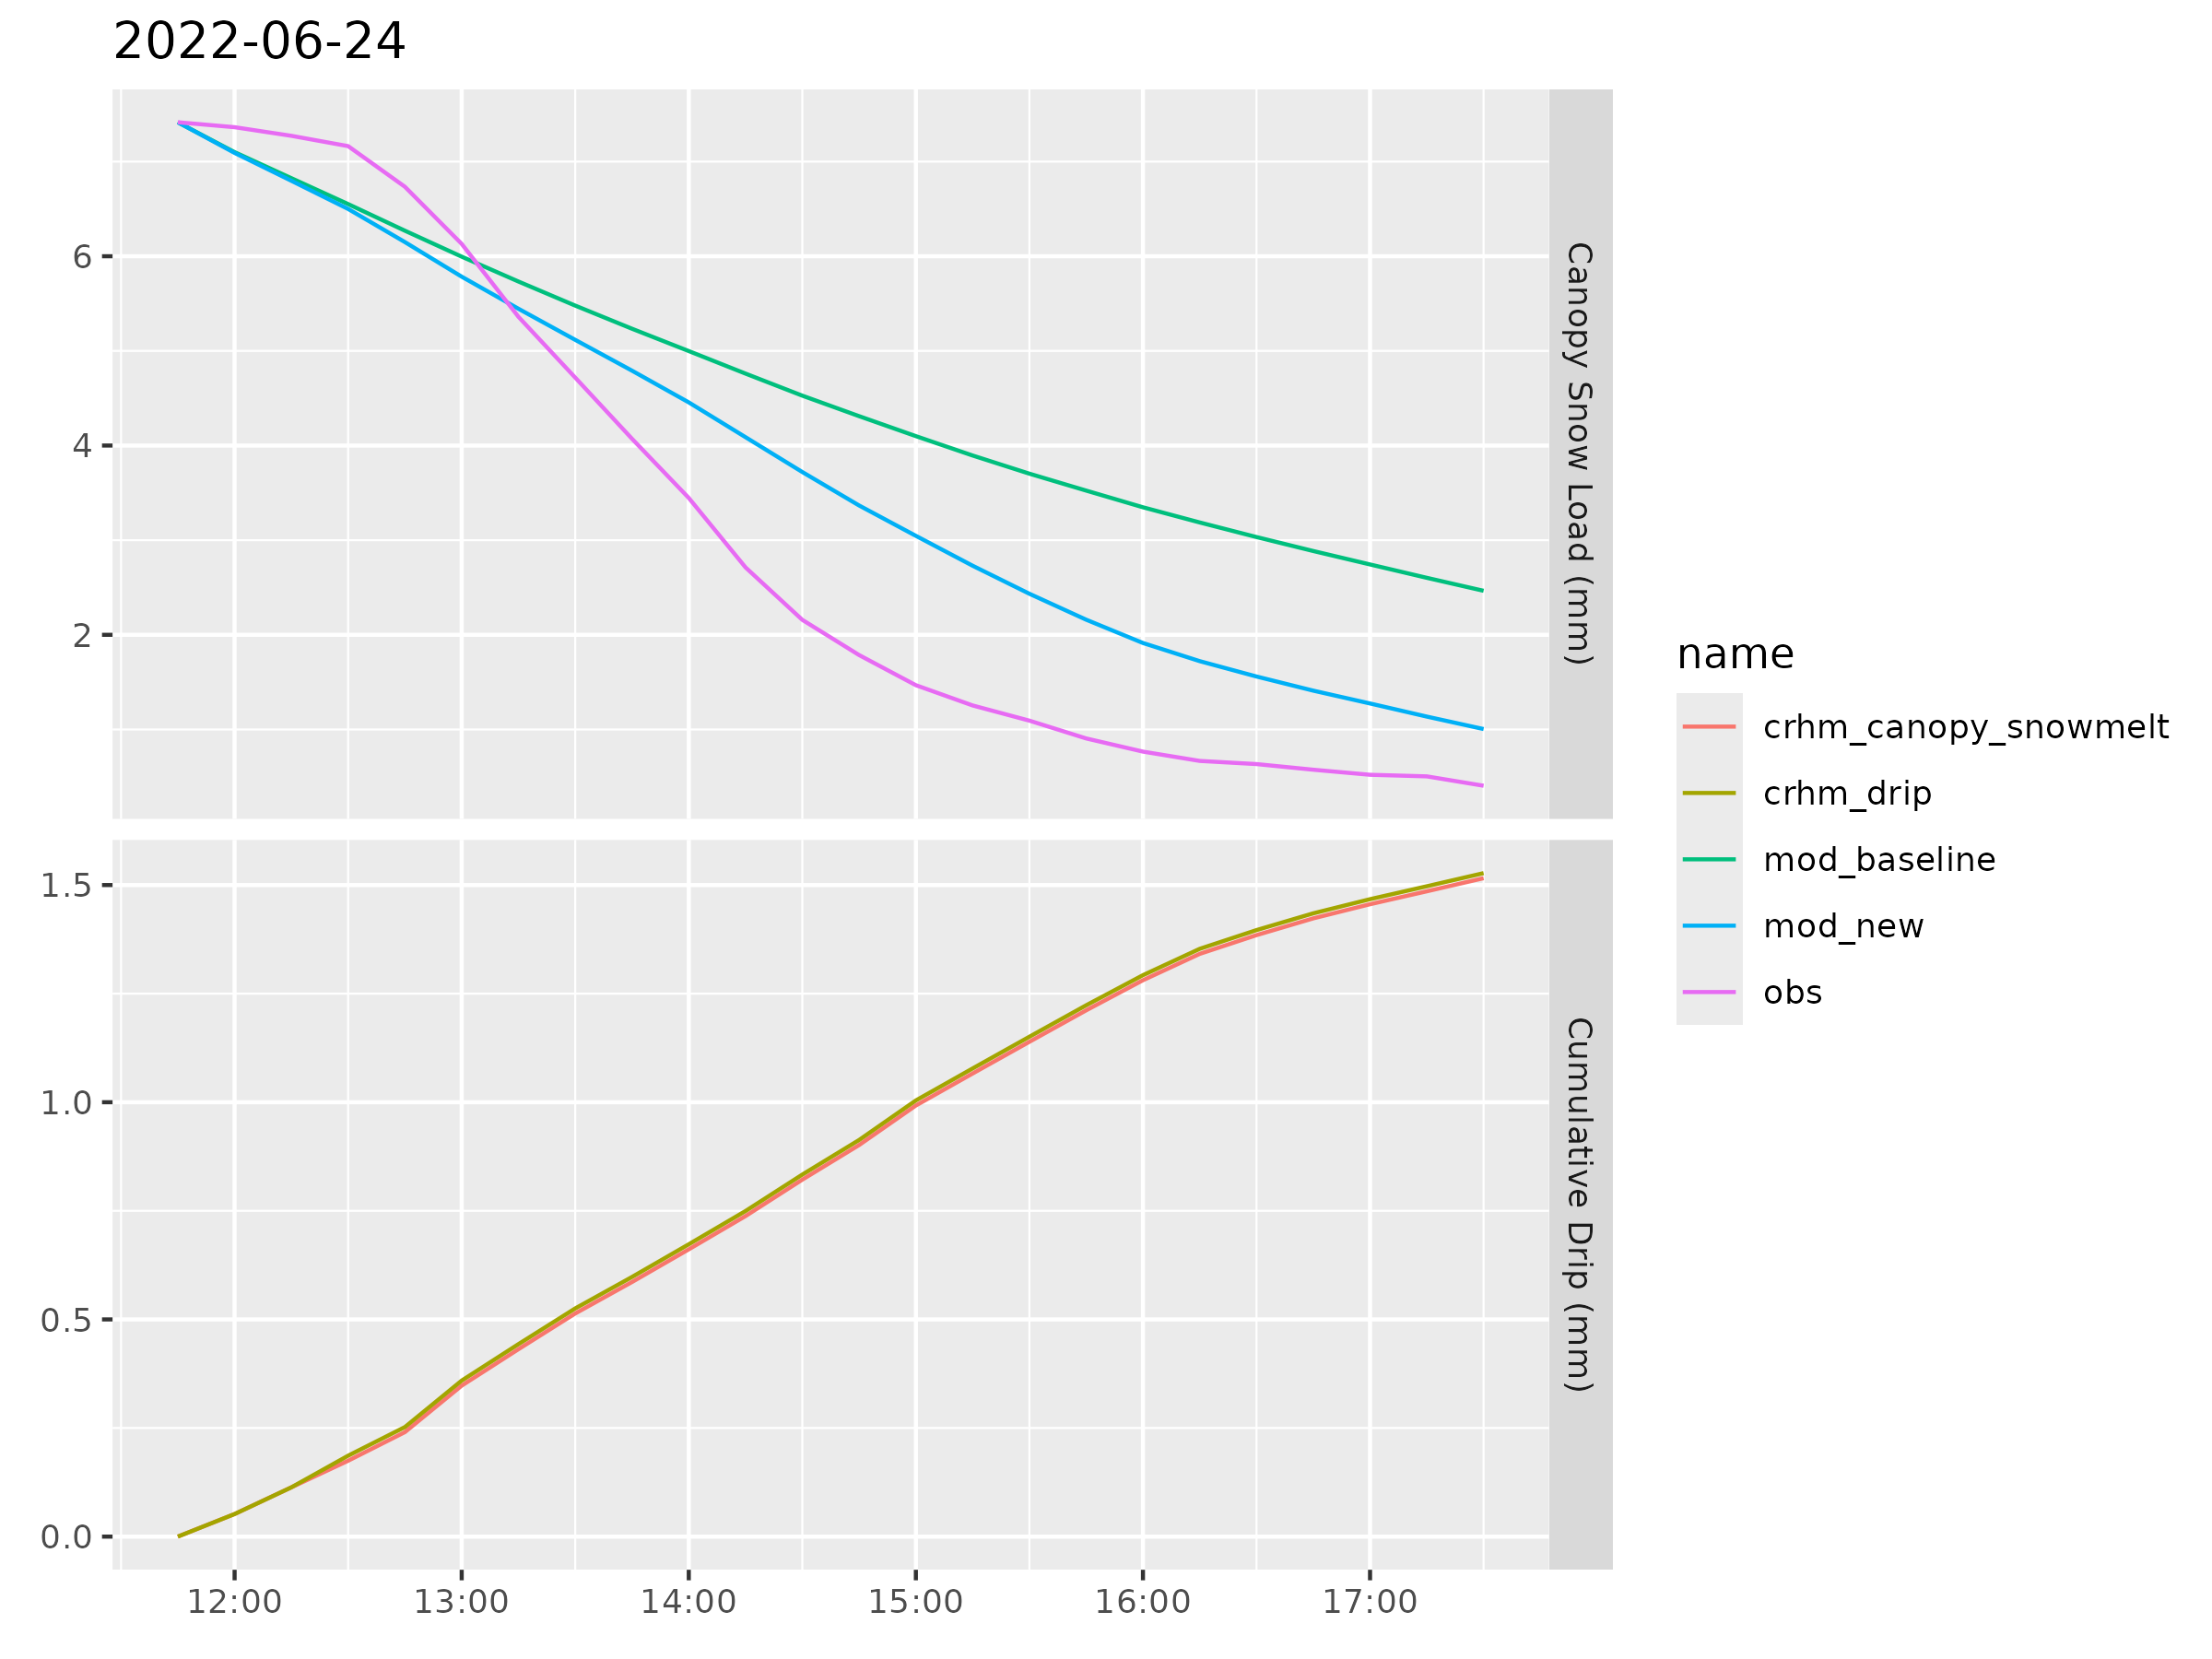 2022-06-24
6
4
2
Canopy Snow Load (mm)
1.5
1.0
0.5
0.0
Cumulative Drip (mm)
12:00 13:00 14:00 15:00 16:00 17:00
name
crhm_canopy_snowmelt
crhm_drip
mod_baseline
mod_new
obs